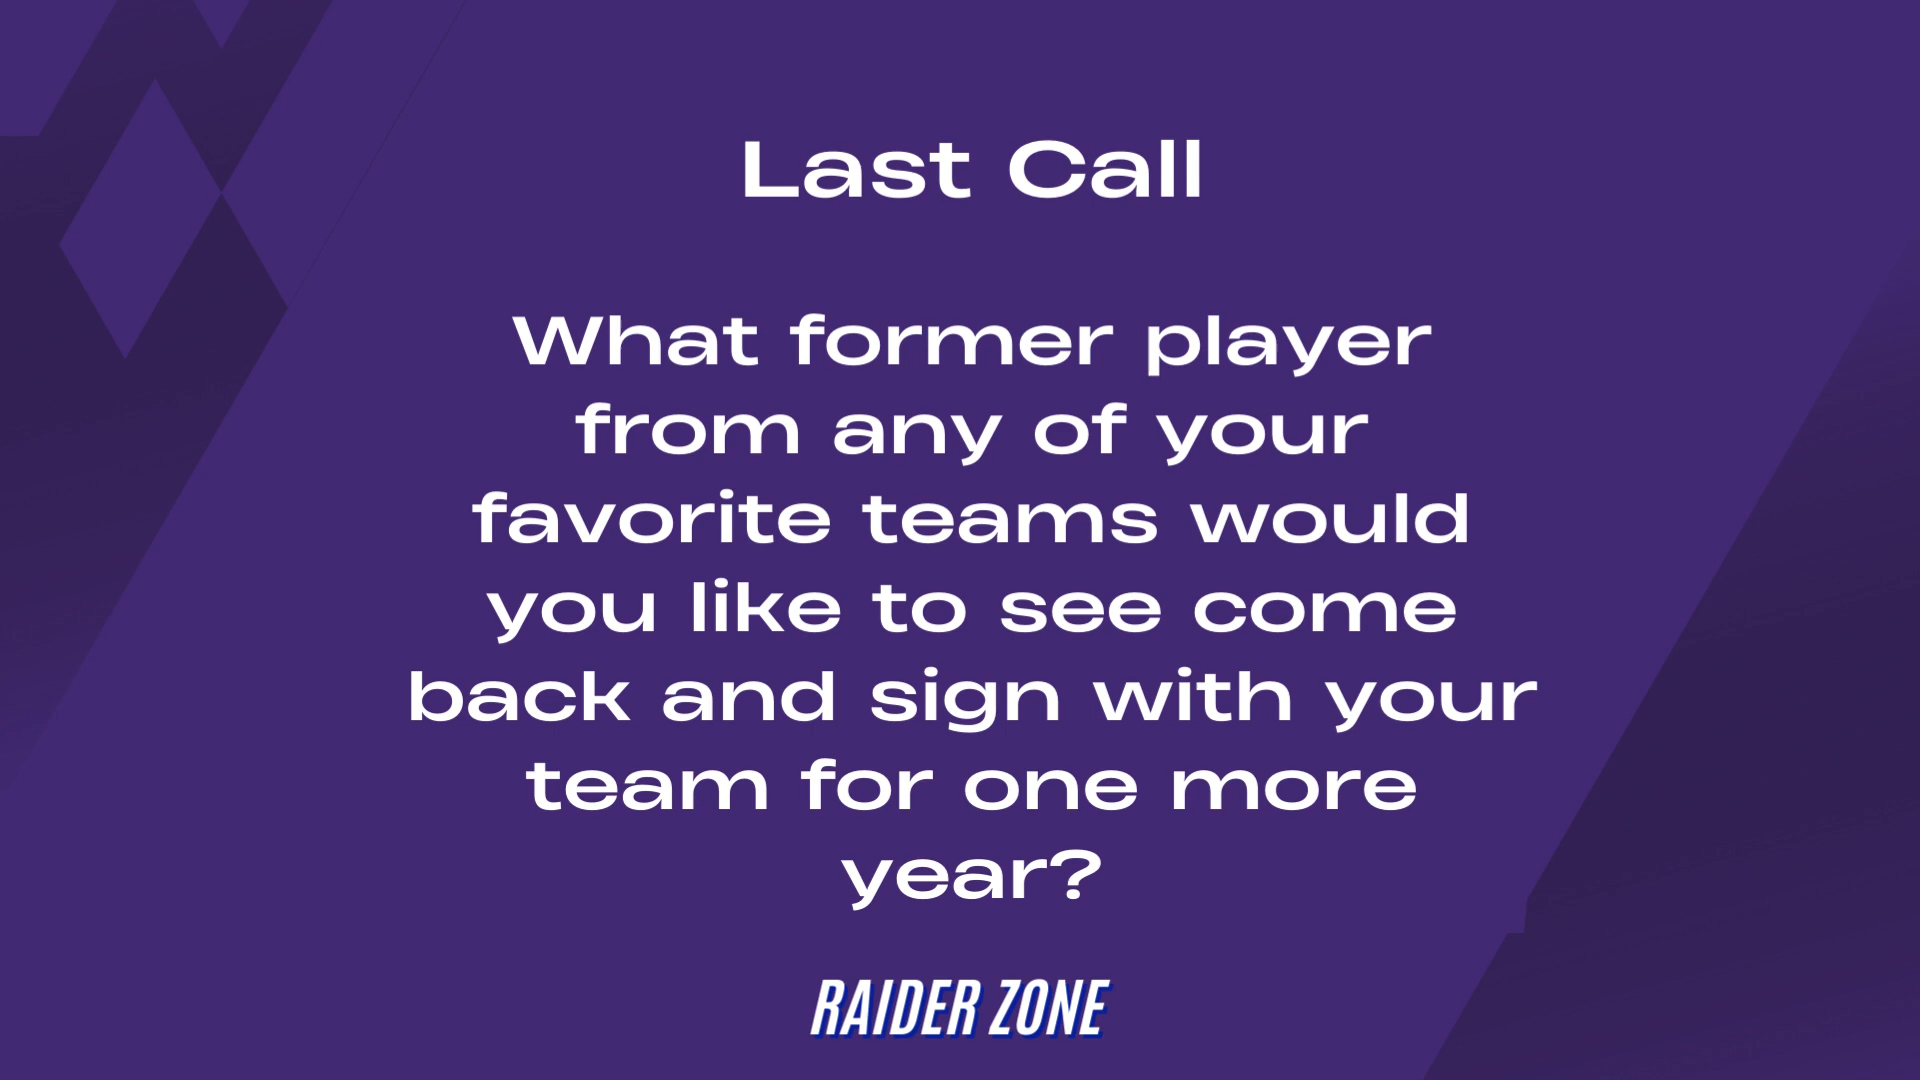 Last Call
What former player
from any of your
favorite teams would
you like to see come
back and sign with your
team for one more
year?
RAIDER ZONE